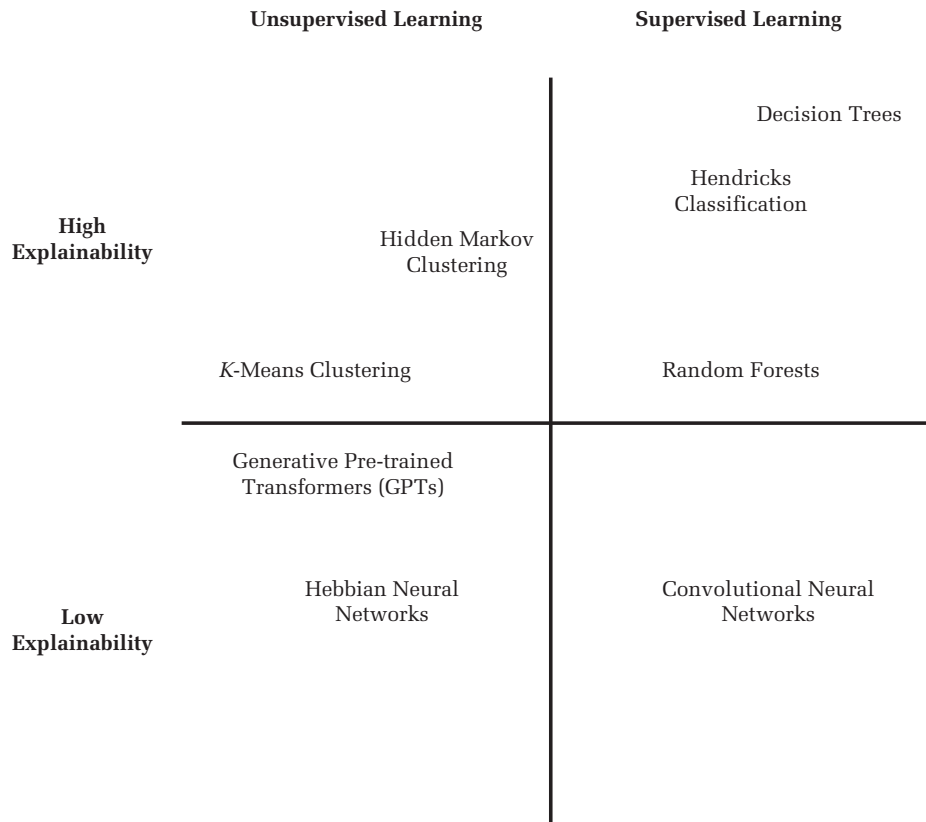 Unsupervised Learning
Supervised Learning
Decision Trees
Hendricks
Classification
High
Explainability
Hidden Markov
Clustering
K-Means Clustering
Random Forests
Generative Pre-trained
Transformers (GPTs)
Hebbian Neural
Networks
Convolutional Neural
Networks
Low
Explainability